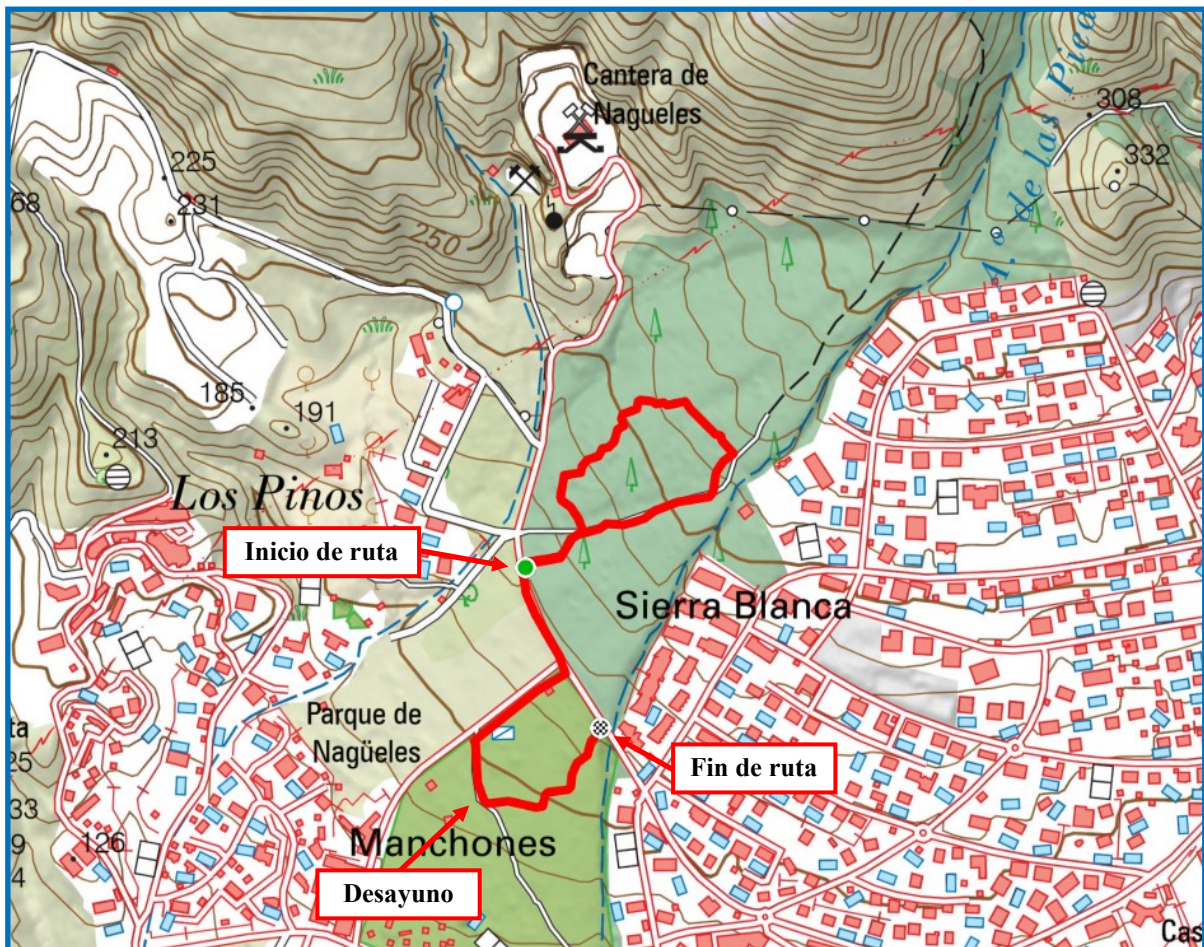 Cantera de
Nagueles
A. de las Piea
308
332
225
231
250
68
185
191
213
Los Pinos
Inicio de ruta
Sierra Blanca
Parque de
Nagüeles
Fin de ruta
ta
25
33
9
4
126
Manchones
Desayuno
Cas